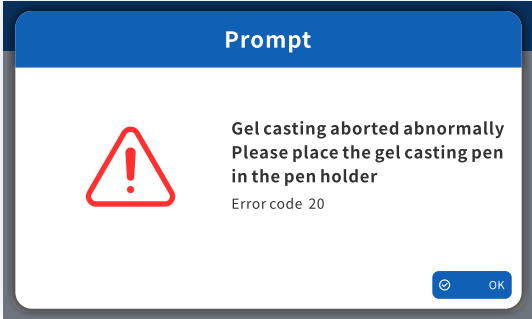 Prompt
Gel casting aborted abnormally
Please place the gel casting pen
in the pen holder
Error code 20
OK